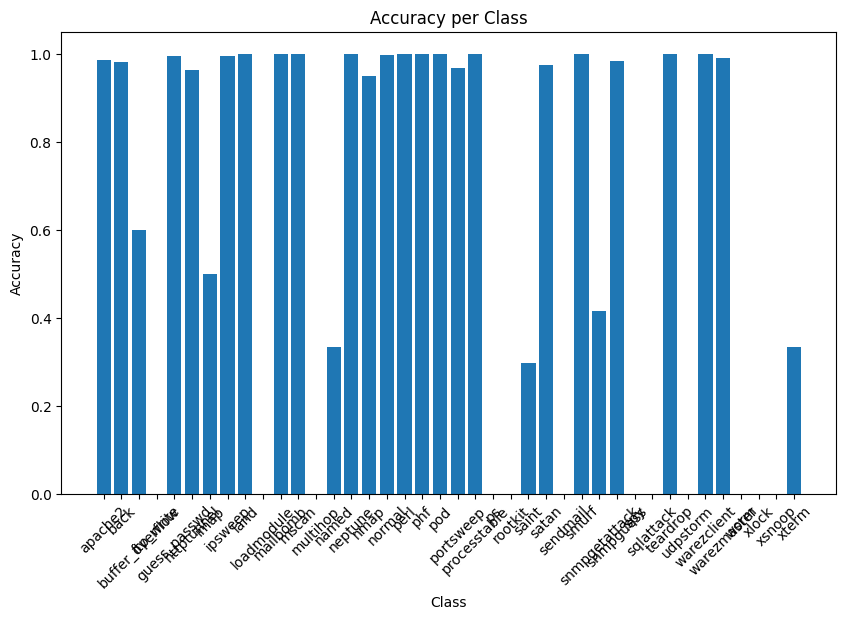 Accuracy per Class
Accuracy
1.0
0.8
0.6
0.4
0.2
0.0
apache2
back
buffer_overflow
ftp_write
guess_passwd
httptunnel
imap
ipsweep
land
loadmodule
mailbomb
mscan
multihop
named
neptune
nmap
normal
perl
phf
pod
portsweep
processtable
ps
rootkit
saint
satan
sendmail
smurf
snmpgetattack
snmpguess
spy
sqlattack
teardrop
udpstorm
warezclient
warezmaster
worm
xlock
xsnoop
xterm
Class